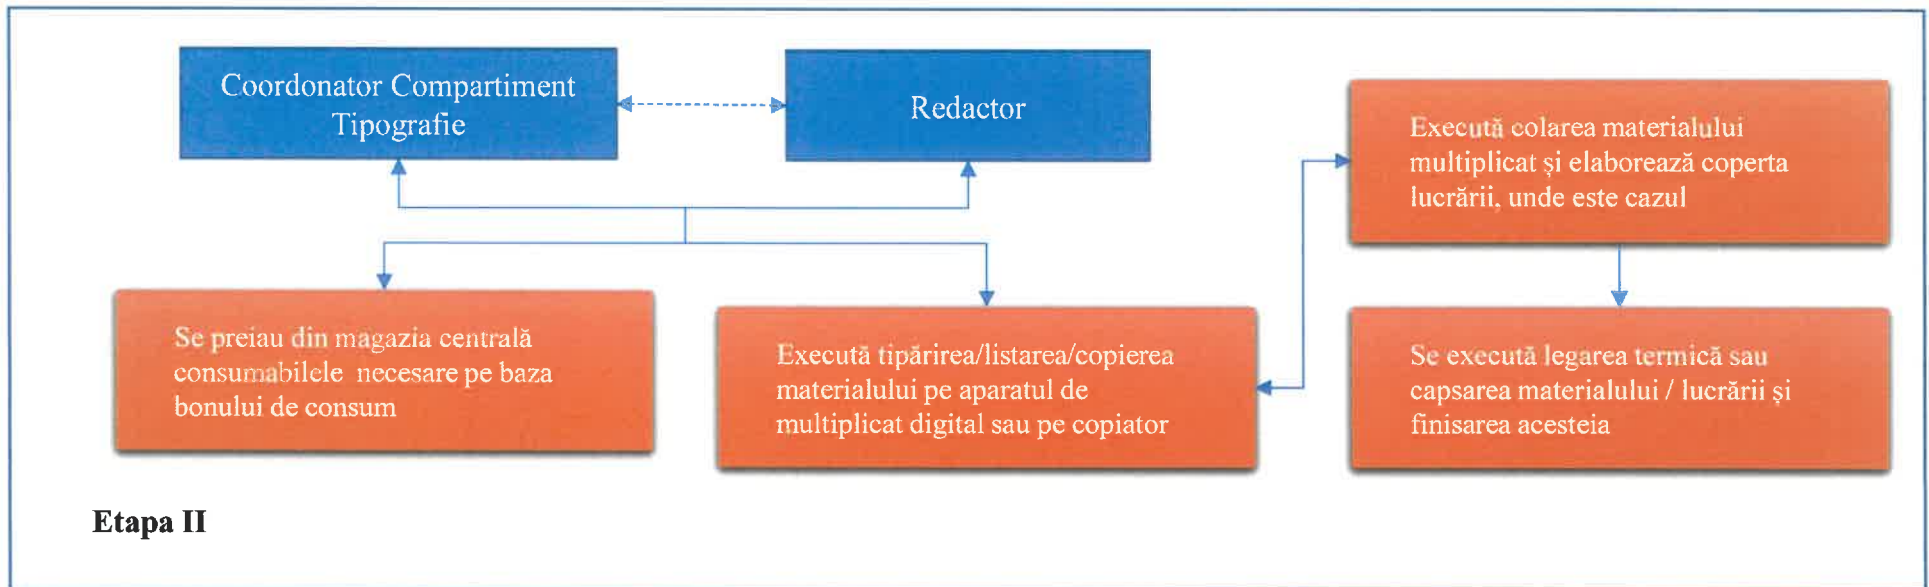 Coordonator Compartiment
Tipografie
Redactor
Execută colarea materialului
multiplicat și elaborează coperta
lucrării, unde este cazul
Se preiau din magazia centrală
consumabilele necesare pe baza
bonului de consum
Execută tipărirea/listarea/copierea
materialului pe aparatul de
multiplicat digital sau pe copiator
Se execută legarea termică sau
capsarea materialului / lucrării și
finisarea acesteia
Etapa II